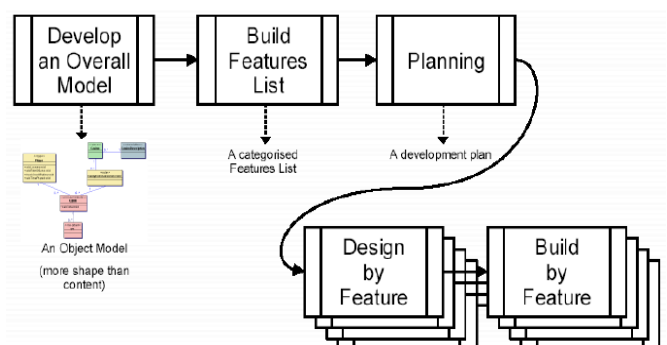 Develop
an Overall
Model
Build
Features
List
Planning
A categorised
Features List
A development plan
An Object Model
(more shape than
content)
Design
by
Feature
Build
by
Feature